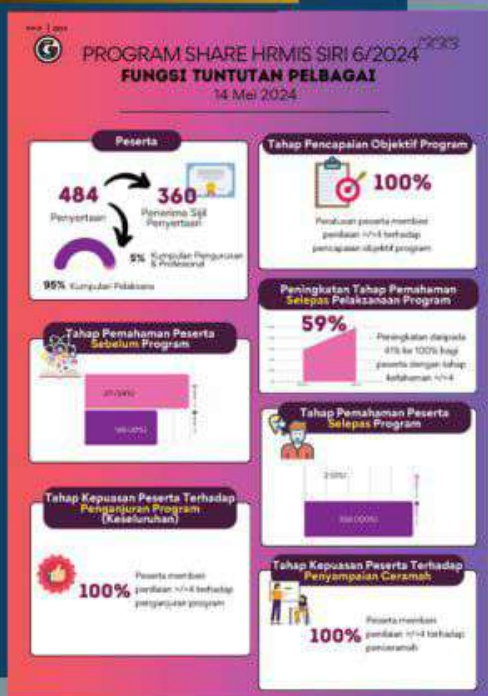 PROGRAM SHARE HRMIS SIRI 6/2024
FUNGSI TUNTUTAN PELBAGAI
14 Mei 2024
Peserta
484
Penyertaan
360
Penerima Sijil
Penyertaan
5% Kumpulan Pengurusan
& Profesional
95% Kumpulan Pelaksana
Tahap Pencapaian Objektif Program
100%
Peratusan peserta memberi
penilaian >/=4 terhadap
pencapaian objektif program
Peningkatan Tahap Pemahaman
Selepas Pelaksanaan Program
59%
Peningkatan daripada
41% ke 100% bagi
peserta dengan tahap
kefahaman >/=4
Tahap Pemahaman Peserta
Sebelum Program
Tahap Pemahaman Peserta
Selepas Program
Tahap Kepuasan Peserta Terhadap
Penganjuran Program
(Keseluruhan)
100%
Peserta memberi
penilaian >/=4 terhadap
penganjuran program
Tahap Kepuasan Peserta Terhadap
Penyampaian Ceramah
100%
Peserta memberi
penilaian >/=4 terhadap
penceramah